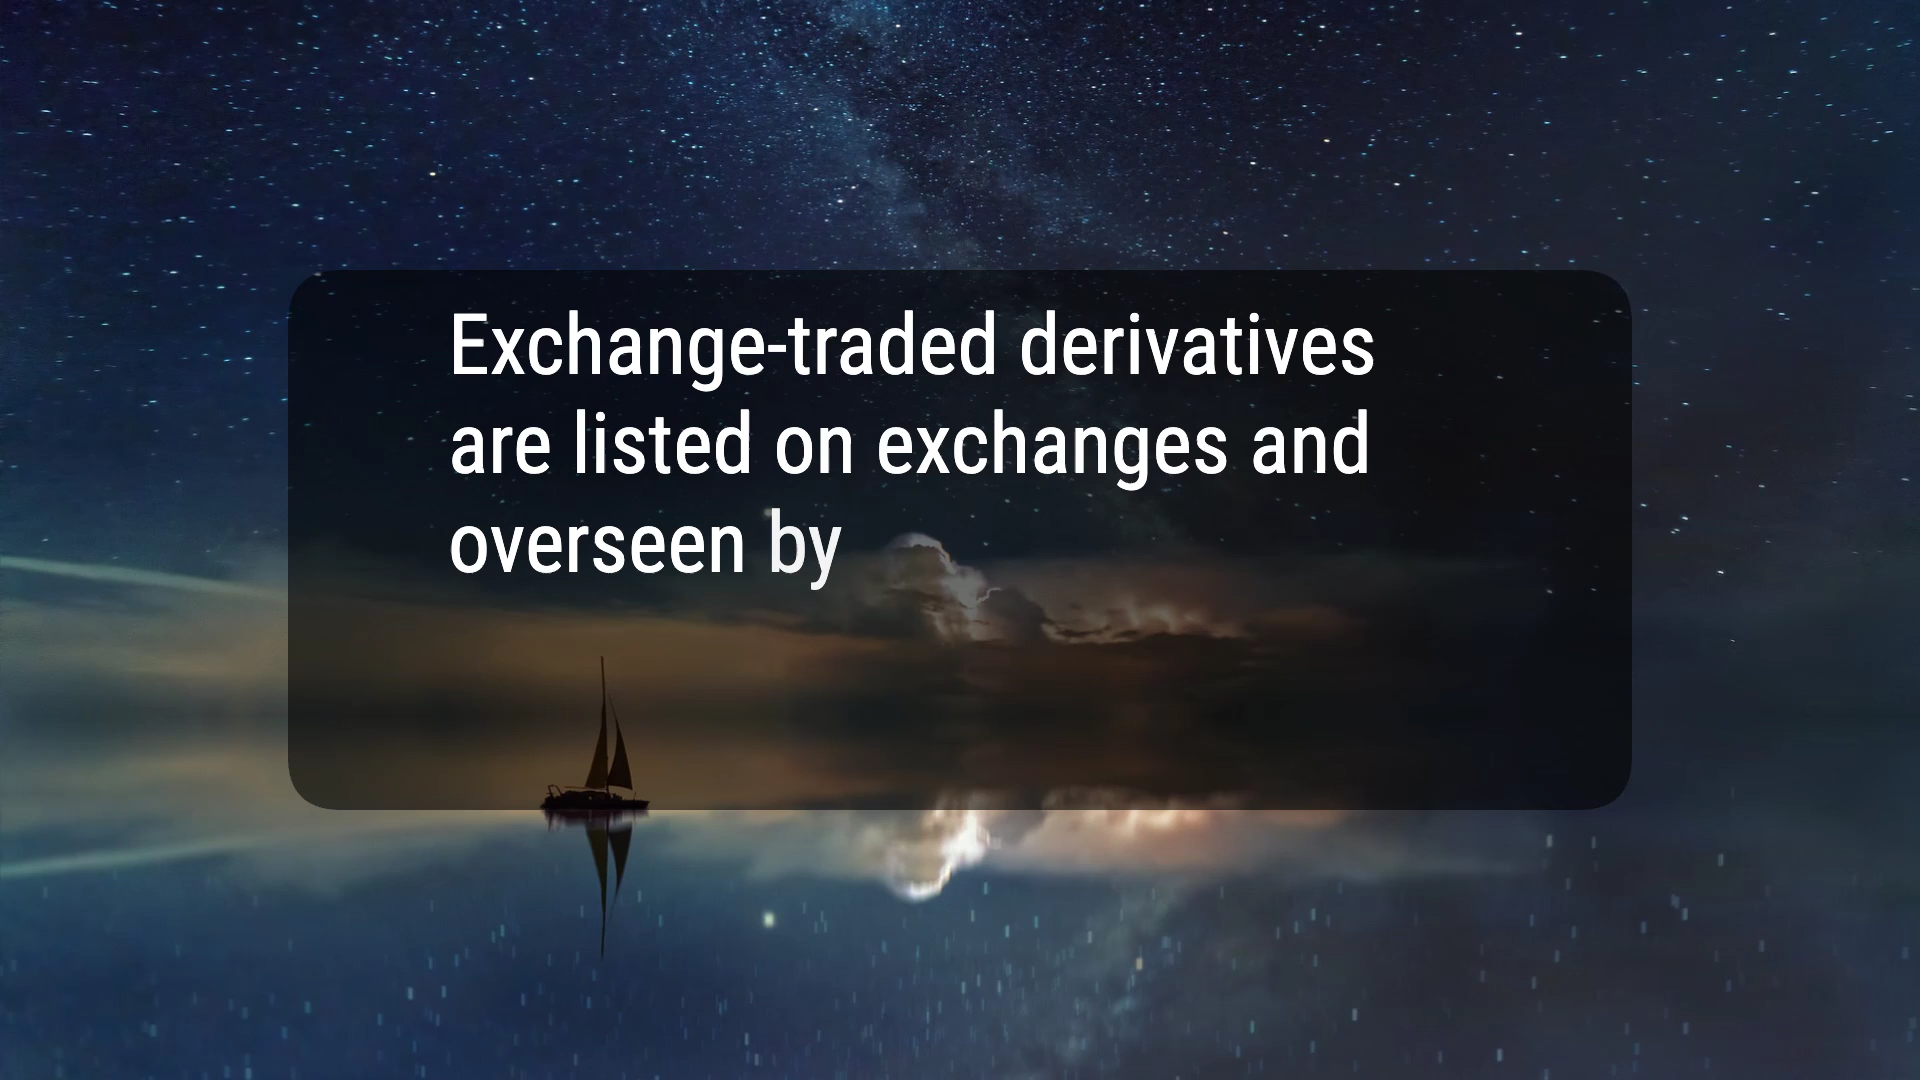 Exchange-traded derivatives
are listed on exchanges and
overseen by